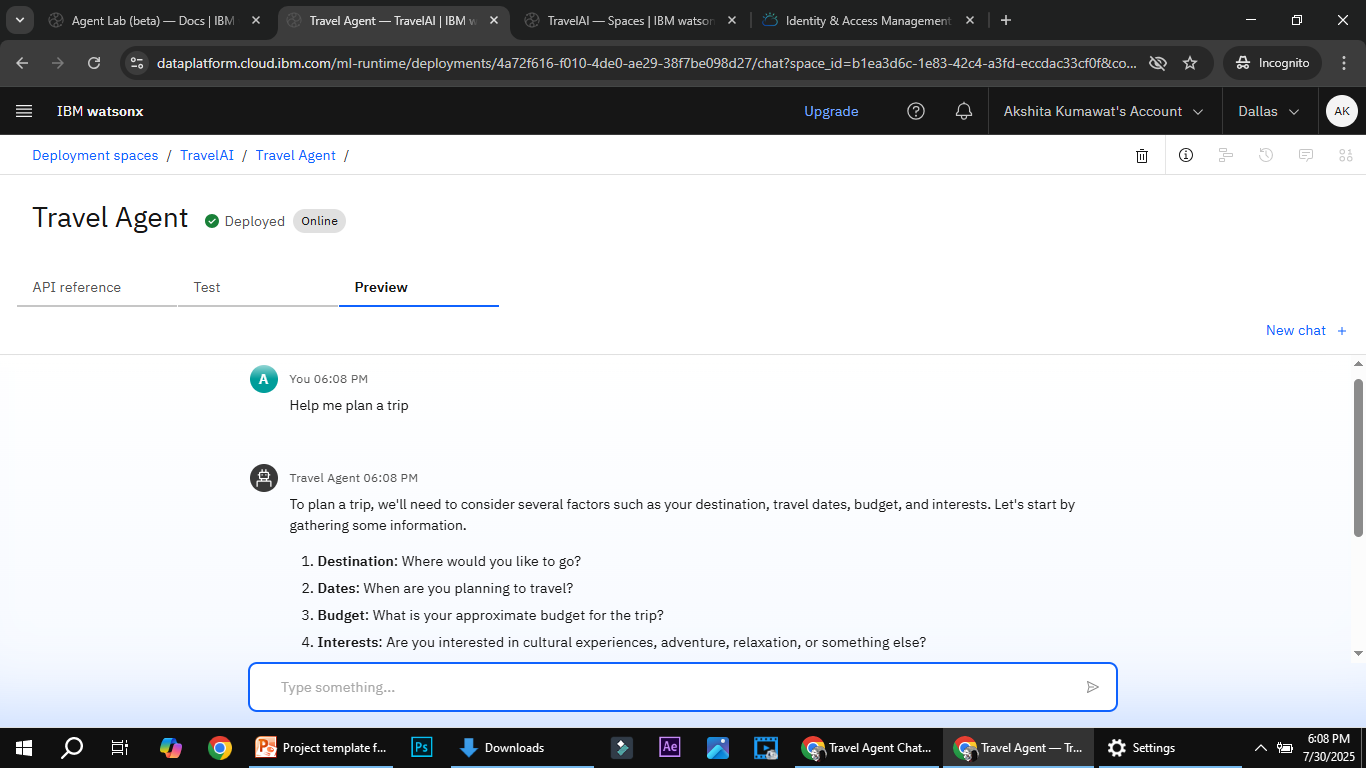 Agent Lab (beta) — Docs | IBM
Travel Agent — TravelAI | IBM w
TravelAI — Spaces | IBM watson
Identity & Access Management
dataplatform.cloud.ibm.com/ml-runtime/deployments/4a72f616-f010-4de0-ae29-38f7be098d27/chat?space_id=b1ea3d6c-1e83-42c4-a3fd-eccdac33cf0f&co...
Incognito
IBM watsonx
Upgrade
Akshita Kumawat's Account
Dallas
AK
Deployment spaces / TravelAI / Travel Agent /
Travel Agent
Deployed
Online
API reference
Test
Preview
New chat +
A
You 06:08 PM
Help me plan a trip
Travel Agent 06:08 PM
To plan a trip, we'll need to consider several factors such as your destination, travel dates, budget, and interests. Let's start by
gathering some information.
1. Destination: Where would you like to go?
2. Dates: When are you planning to travel?
3. Budget: What is your approximate budget for the trip?
4. Interests: Are you interested in cultural experiences, adventure, relaxation, or something else?
Type something...
Project template f...
Ps
Downloads
Ae
Travel Agent Chat...
Travel Agent — Tr...
Settings
6:08 PM
7/30/2025